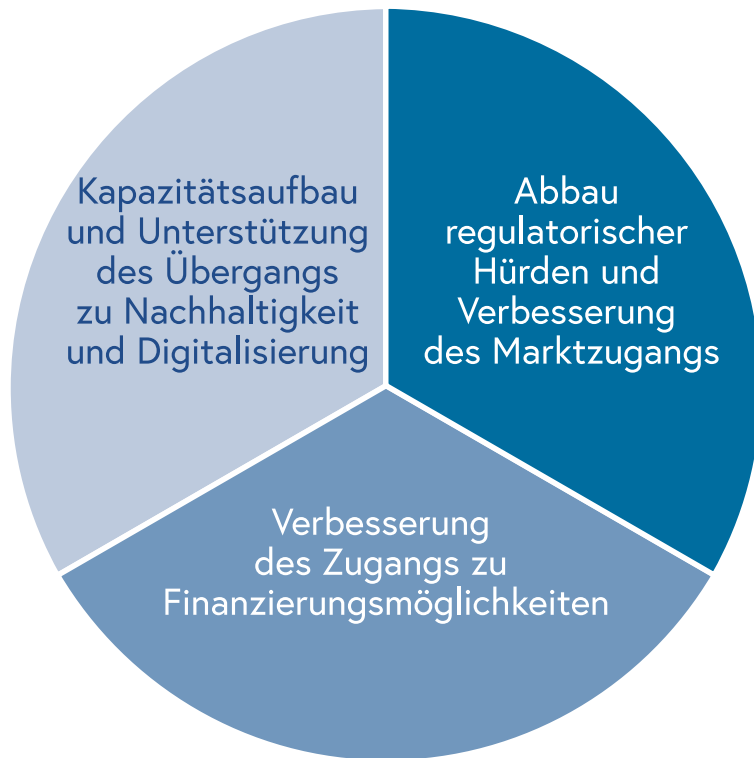 Kapazitätsaufbau
und Unterstützung
des Übergangs
zu Nachhaltigkeit
und Digitalisierung
Abbau
regulatorischer
Hürden und
Verbesserung
des Marktzugangs
Verbesserung
des Zugangs zu
Finanzierungsmöglichkeiten